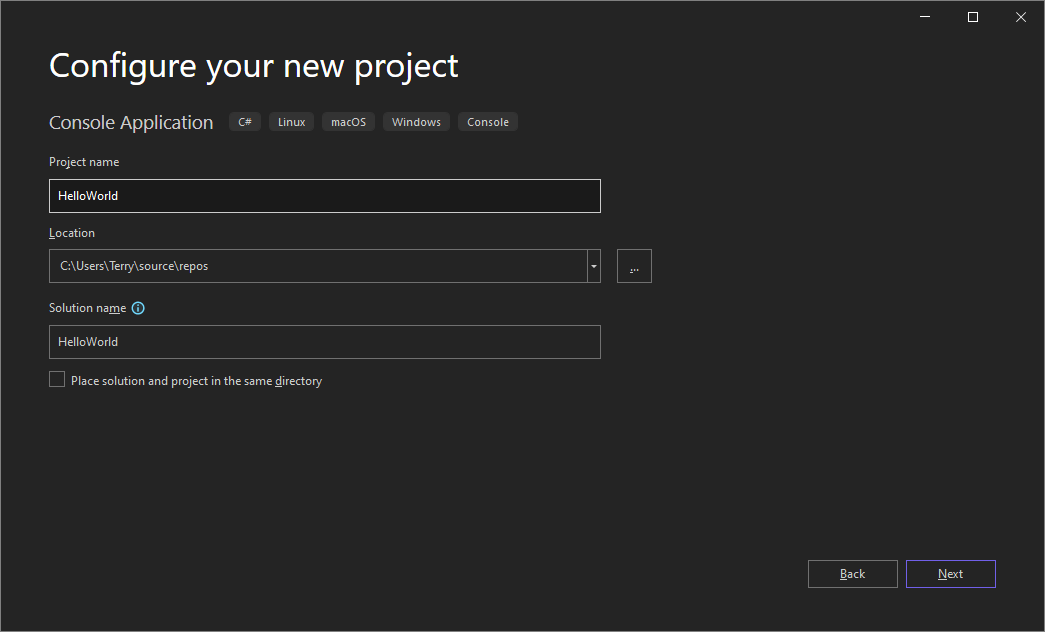 Configure your new project
Console Application C# Linux macOS Windows Console
Project name
HelloWorld
Location
C:\Users\Terry\source\repos
...
Solution name
HelloWorld
Place solution and project in the same directory
Back Next